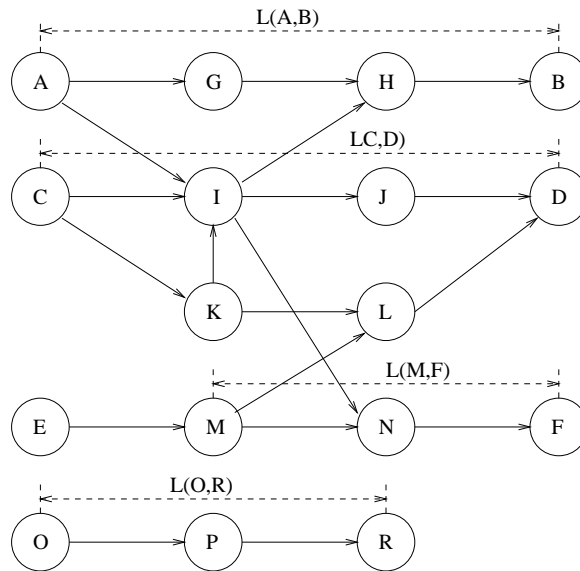 L(A,B)
A G H B
LC,D)
C I J D
K L
L(M,F)
E M N F
L(O,R)
O P R